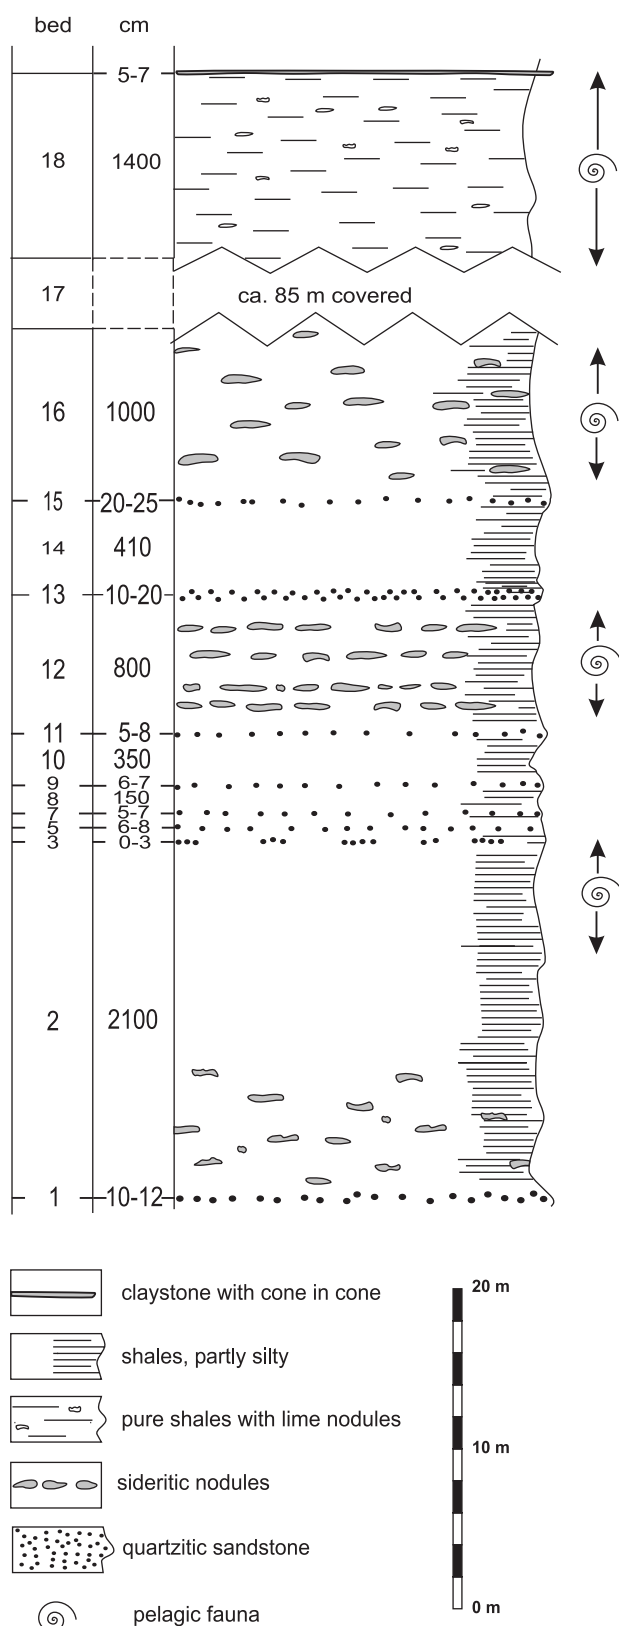 bed cm
5-7
18 1400
17 ca. 85 m covered
16 1000
15 20-25
14 410
13 10-20
12 800
11 5-8
10 350
9 6-7
8 150
7 5-7
5 6-8
3 0-3
2 2100
1 10-12
claystone with cone in cone
shales, partly silty
pure shales with lime nodules
sideritic nodules
quartzitic sandstone
pelagic fauna
20 m
10 m
0 m